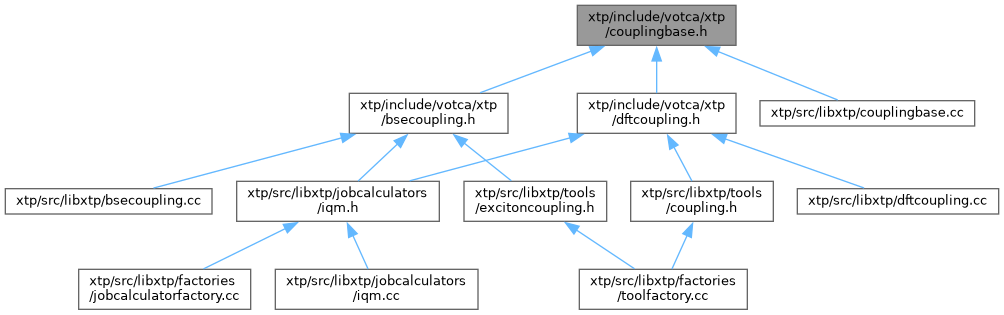 xtp/include/votca/xtp
/couplingbase.h
xtp/include/votca/xtp
/bsecoupling.h
xtp/include/votca/xtp
/dftcoupling.h
xtp/src/libxtp/couplingbase.cc
xtp/src/libxtp/bsecoupling.cc
xtp/src/libxtp/jobcalculators
/iqm.h
xtp/src/libxtp/tools
/excitoncoupling.h
xtp/src/libxtp/tools
/coupling.h
xtp/src/libxtp/dftcoupling.cc
xtp/src/libxtp/factories
/jobcalculatorfactory.cc
xtp/src/libxtp/jobcalculators
/iqm.cc
xtp/src/libxtp/factories
/toolfactory.cc